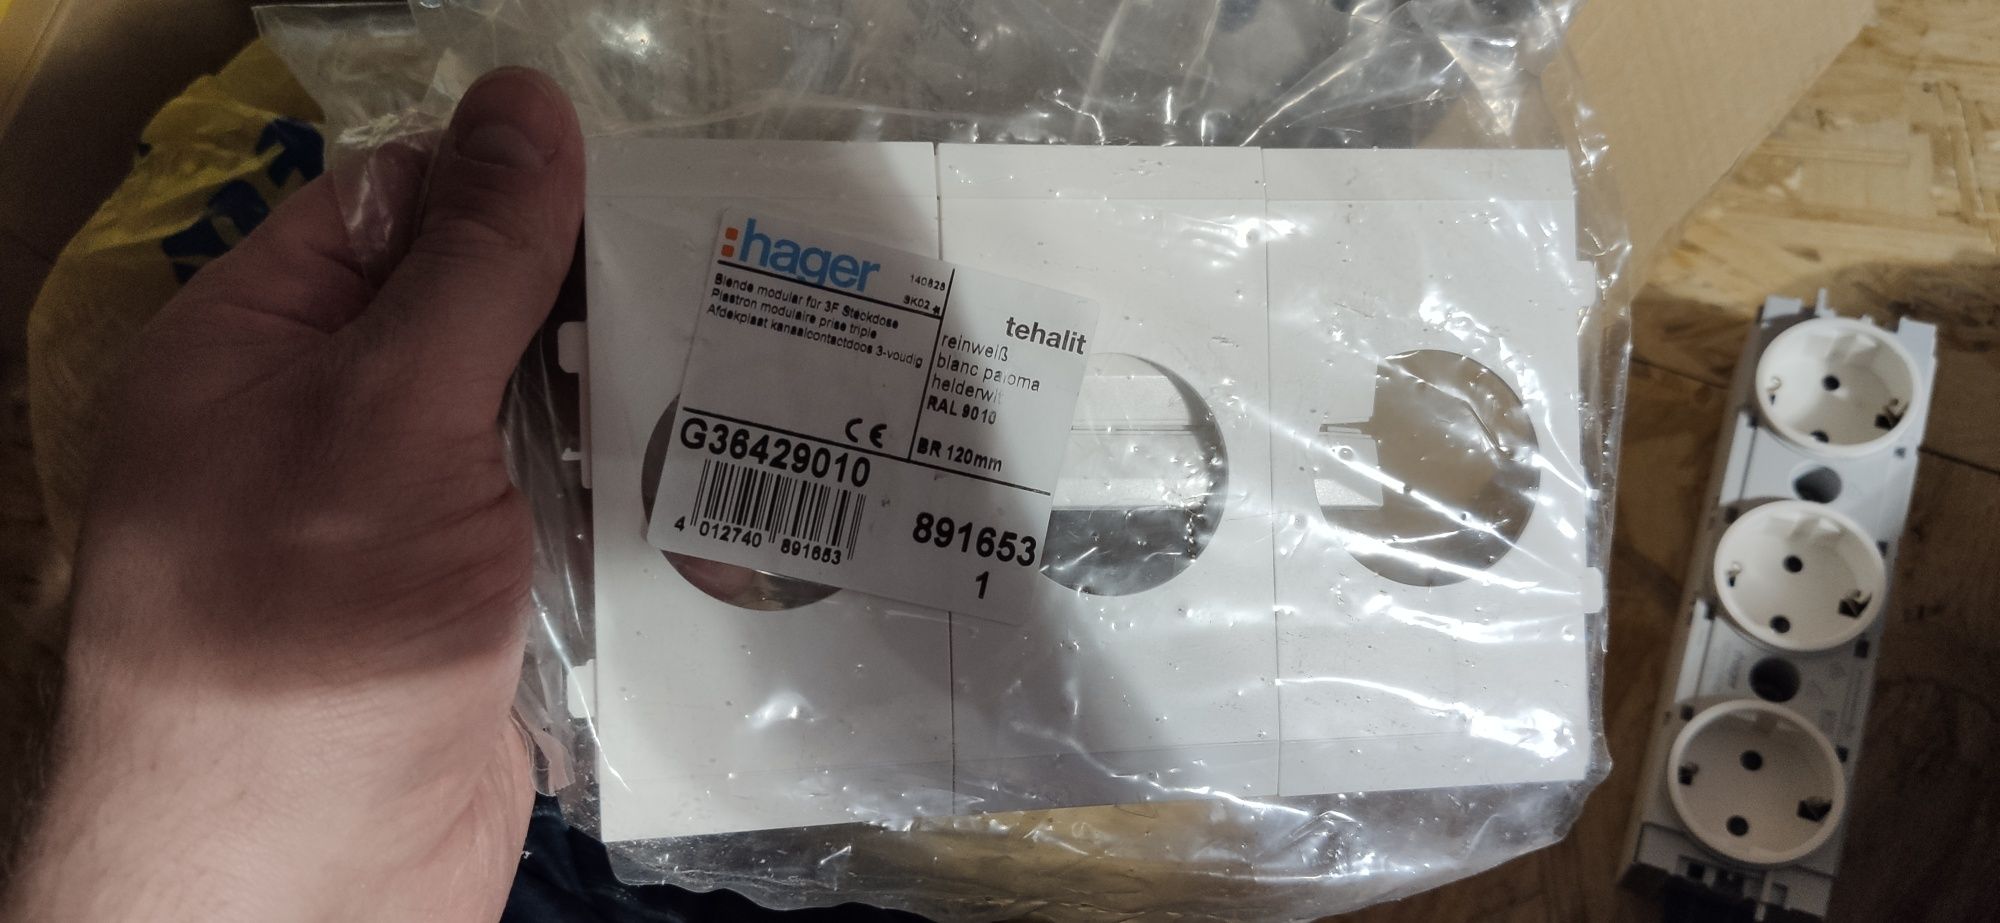 :hager
140828
9K02 ★
Blende modular für 3F Steckdose
Plastron modulaire prise triple
Afdekplaat kanaalcontactdoos 3-voudig
tehalit
reinweiß
blanc paloma
helderwit
RAL 9010
CE
BR 120mm
G36429010
4 012740 891653
891653
1